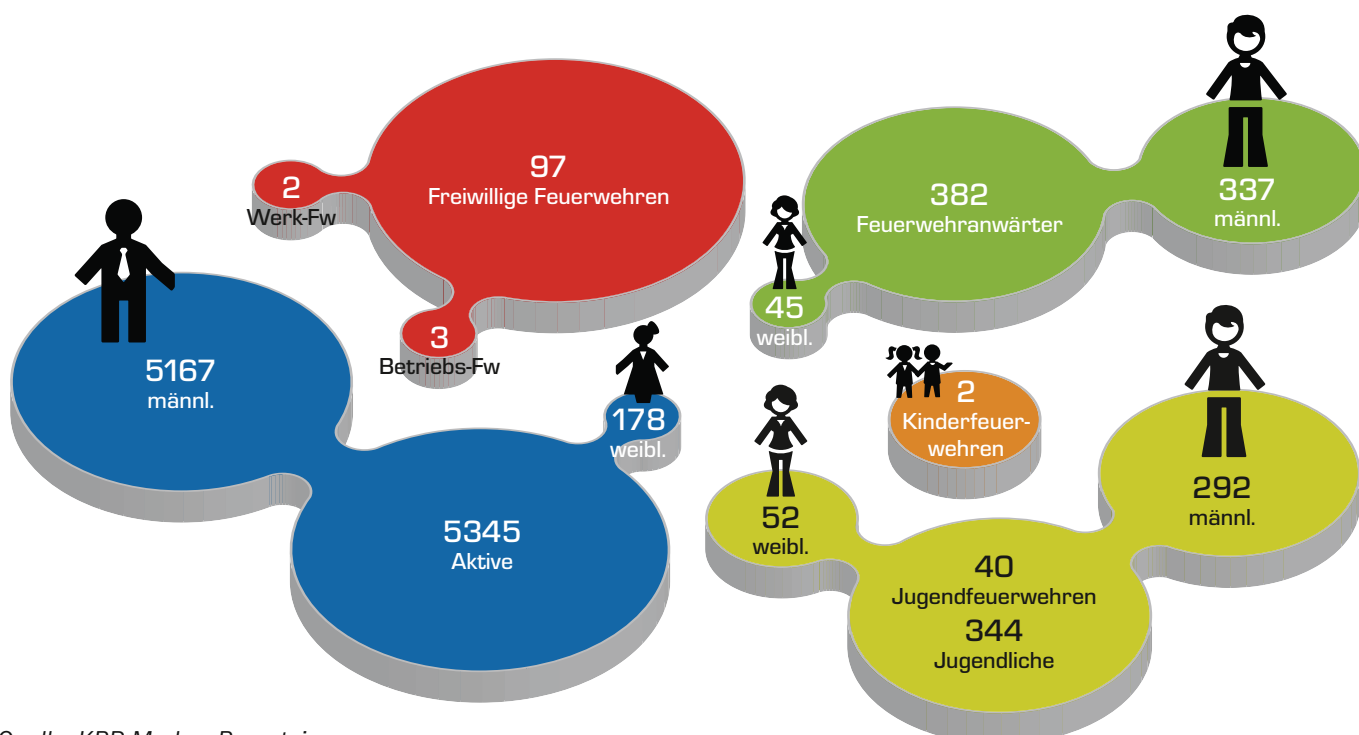 97
Freiwillige Feuerwehren
2
Werk-Fw
3
Betriebs-Fw
5167
männl.
178
weibl.
5345
Aktive
382
Feuerwehranwärter
337
männl.
45
weibl.
2
Kinderfeuer-
wehren
52
weibl.
292
männl.
40
Jugendfeuerwehren
344
Jugendliche